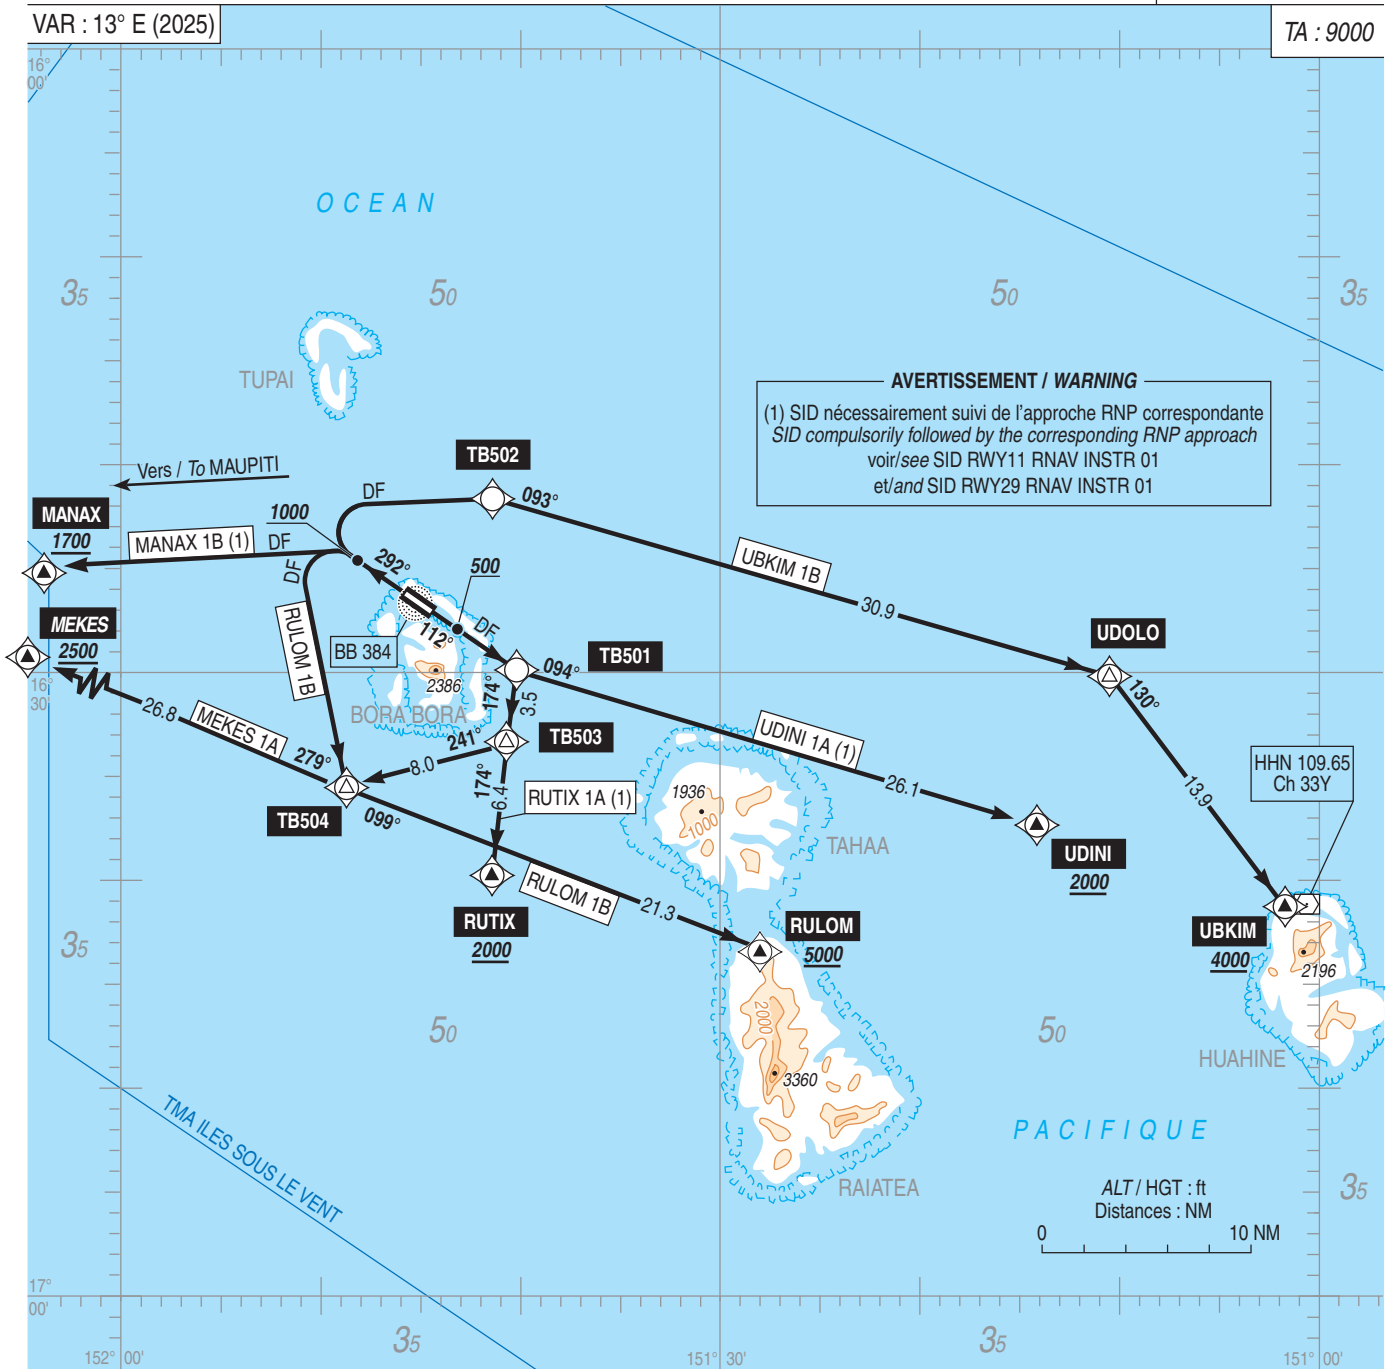 VAR : 13° E (2025)
TA : 9000
16°
00'
OCEAN
35
50
50
35
TUPAI
AVERTISSEMENT / WARNING
(1) SID nécessairement suivi de l'approche RNP correspondante
SID compulsorily followed by the corresponding RNP approach
voir/see SID RWY11 RNAV INSTR 01
et/and SID RWY29 RNAV INSTR 01
TB502
Vers / To MAUPITI
DF
093°
MANAX
1700
1000
MANAX 1B (1)
DF
292°
500
UBKIM 1B
DF
30.9
MEKES
2500
RULOM 1B
112°
DF
BB 384
TB501
094°
UDOLO
16°
30'
2386
174°
3.5
130°
26.8
MEKES 1A
BORA BORA
241°
TB503
UDINI 1A (1)
279°
8.0
174°
6.4
RUTIX 1A (1)
26.1
HHN 109.65
Ch 33Y
13.9
1936
1000
TB504
099°
TAHAA
UDINI
2000
RULOM 1B
21.3
RUTIX
2000
RULOM
5000
UBKIM
4000
35
2196
50
2000
50
HUAHINE
3360
TMA ILES SOUS LE VENT
PACIFIQUE
RAIATEA
ALT / HGT : ft
Distances : NM
35
0
10 NM
17°
00'
35
35
152° 00'
151° 30'
151° 00'